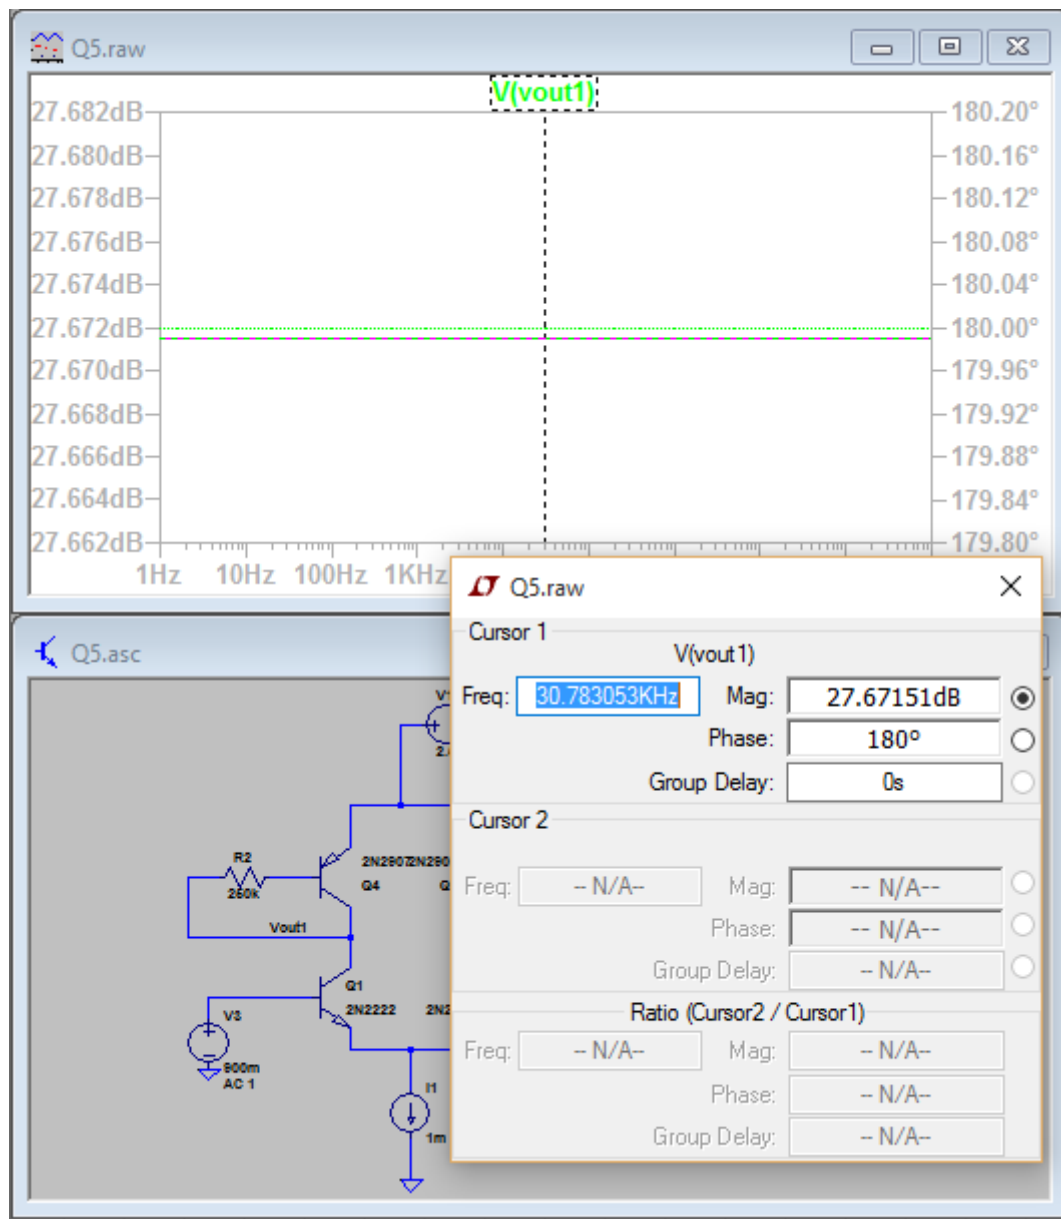 Q5.raw
V(vout1)
27.682dB
180.20°
27.680dB
180.16°
27.678dB
180.12°
27.676dB
180.08°
27.674dB
180.04°
27.672dB
180.00°
27.670dB
179.96°
27.668dB
179.92°
27.666dB
179.88°
27.664dB
179.84°
27.662dB
179.80°
1Hz 10Hz 100Hz 1KHz
Q5.raw
Cursor 1
V(vout1)
Freq: 30.783053KHz Mag: 27.67151dB
Phase: 180°
Group Delay: 0s
Cursor 2
Freq: -- N/A-- Mag: -- N/A--
Phase: -- N/A--
Group Delay: -- N/A--
Ratio (Cursor2 / Cursor1)
Freq: -- N/A-- Mag: -- N/A--
Phase: -- N/A--
Group Delay: -- N/A--
Q5.asc
R2
2N2907
Q4
Vout1
Q1
2N2222
V3
900m
AC 1
I1
1m